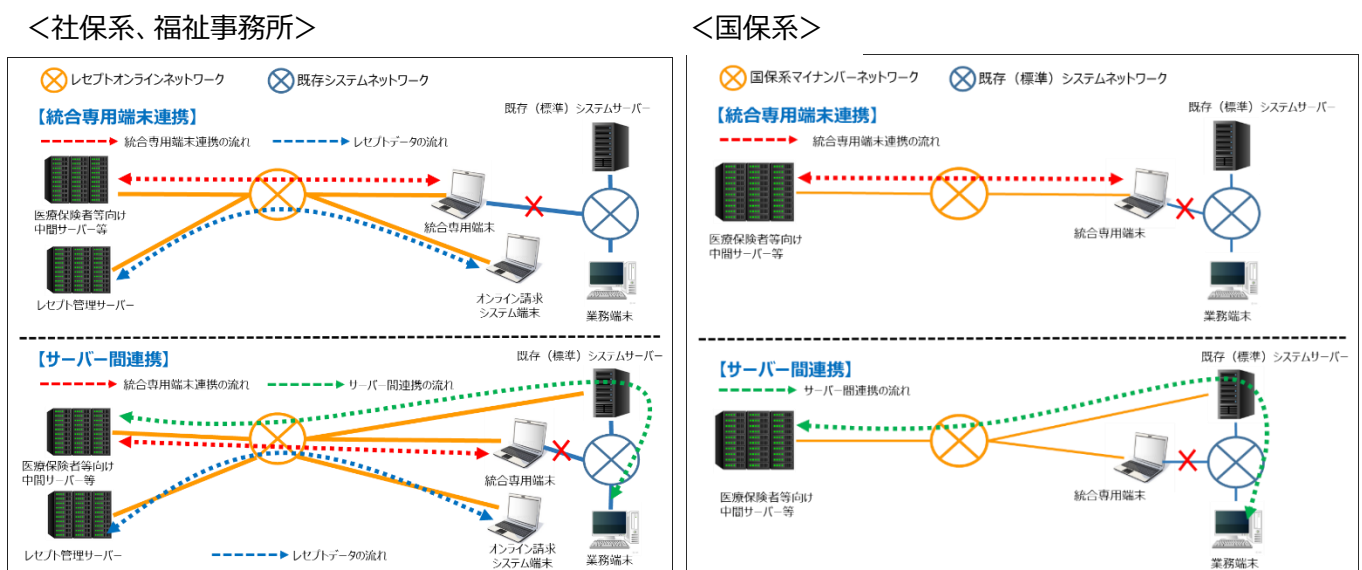 ＜社保系、福祉事務所＞
レセプトオンラインネットワーク
既存システムネットワーク
【統合専用端末連携】
統合専用端末連携の流れ
レセプトデータの流れ
既存（標準）システムサーバー
医療保険者等向け
中間サーバー等
統合専用端末
レセプト管理サーバー
オンライン請求
システム端末
業務端末
【サーバー間連携】
統合専用端末連携の流れ
サーバー間連携の流れ
既存（標準）システムサーバー
医療保険者等向け
中間サーバー等
統合専用端末
レセプト管理サーバー
レセプトデータの流れ
オンライン請求
システム端末
業務端末
＜国保系＞
国保系マイナンバーネットワーク
既存（標準）システムネットワーク
【統合専用端末連携】
統合専用端末連携の流れ
既存（標準）システムサーバー
医療保険者等向け
中間サーバー等
統合専用端末
業務端末
【サーバー間連携】
サーバー間連携の流れ
既存（標準）システムサーバー
医療保険者等向け
中間サーバー等
統合専用端末
業務端末